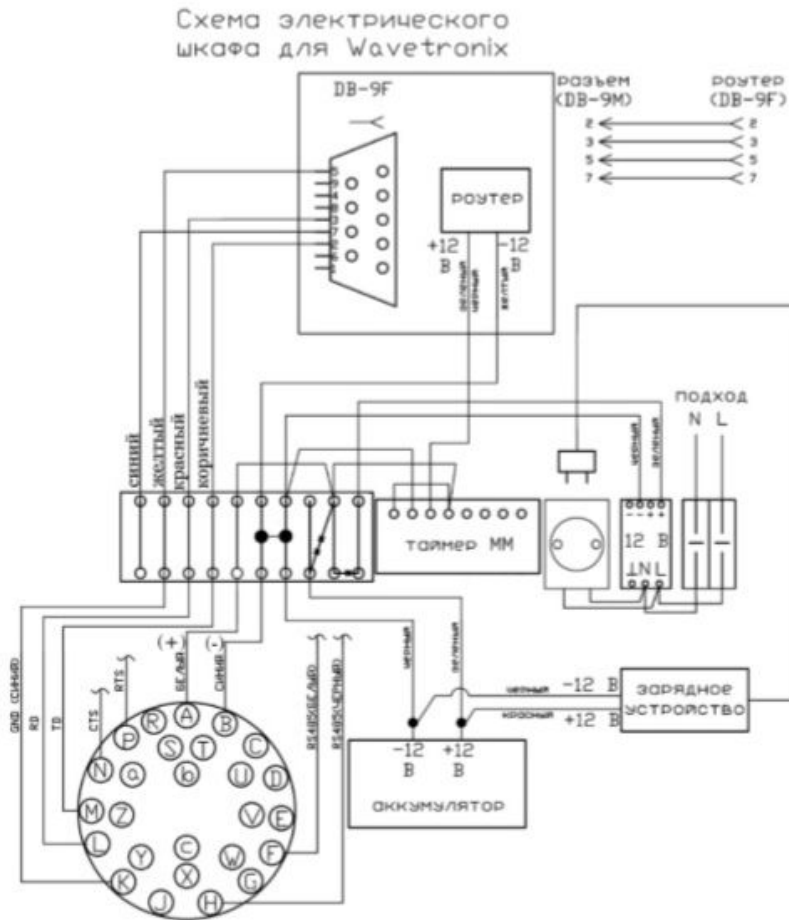 Схема электрического
шкафа для Wavetronix
DB-9F
разъем
(DB-9M)
роутер
(DB-9F)
2 2
3 3
5 5
7 7
роутер
+12 В
-12 В
зеленый
черный
желтый
синий
желтый
красный
коричневый
черный
зеленый
подход
N L
таймер ММ
- - + +
12 В
⊥ N L
(+)
(-)
БЕЛЫЙ
СИНИЙ
GND (СИНИЙ)
RD
TD
CTS
RTS
RS485(БЕЛЫЙ)
RS485(ЧЕРНЫЙ)
черный
зеленый
черный -12 В
красный +12 В
зарядное
устройство
-12 В
+12 В
аккумулятор
A
R B
P S T C
N a b U D
M Z V E
L Y c W F
K X G
J H